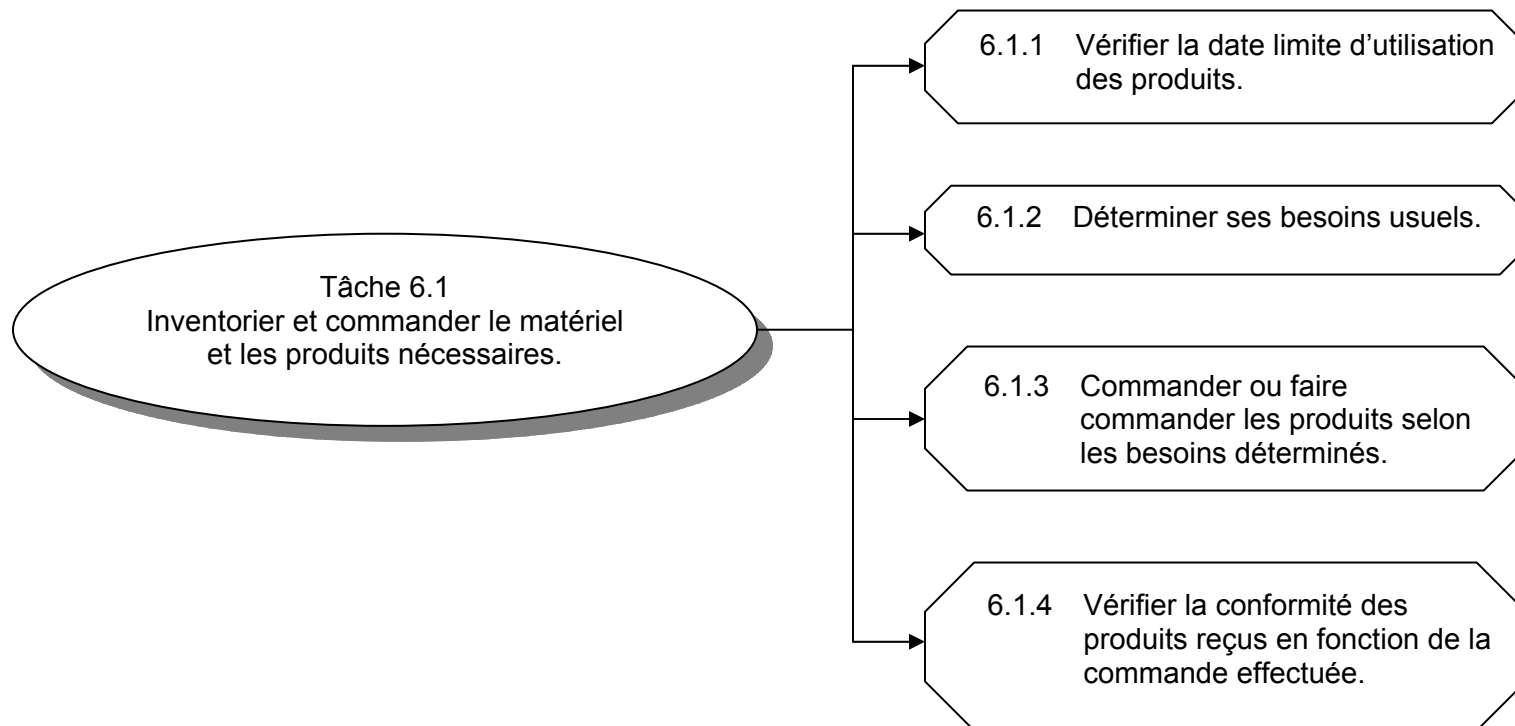 Tâche 6.1
Inventorier et commander le matériel
et les produits nécessaires.
6.1.1 Vérifier la date limite d’utilisation
des produits.
6.1.2 Déterminer ses besoins usuels.
6.1.3 Commander ou faire
commander les produits selon
les besoins déterminés.
6.1.4 Vérifier la conformité des
produits reçus en fonction de la
commande effectuée.